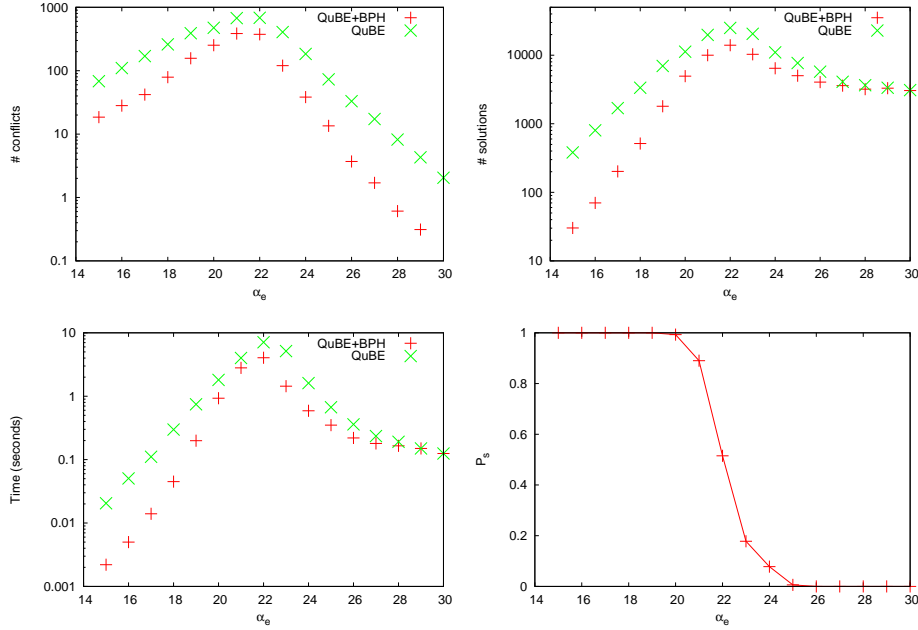 # conflicts
1000
100
10
1
0.1
14 16 18 20 22 24 26 28 30
αe
QuBE+BPH
QuBE
# solutions
10000
1000
100
10
14 16 18 20 22 24 26 28 30
αe
QuBE+BPH
QuBE
Time (seconds)
10
1
0.1
0.01
0.001
14 16 18 20 22 24 26 28 30
αe
QuBE+BPH
QuBE
Ps
1
0.8
0.6
0.4
0.2
0
14 16 18 20 22 24 26 28 30
αe